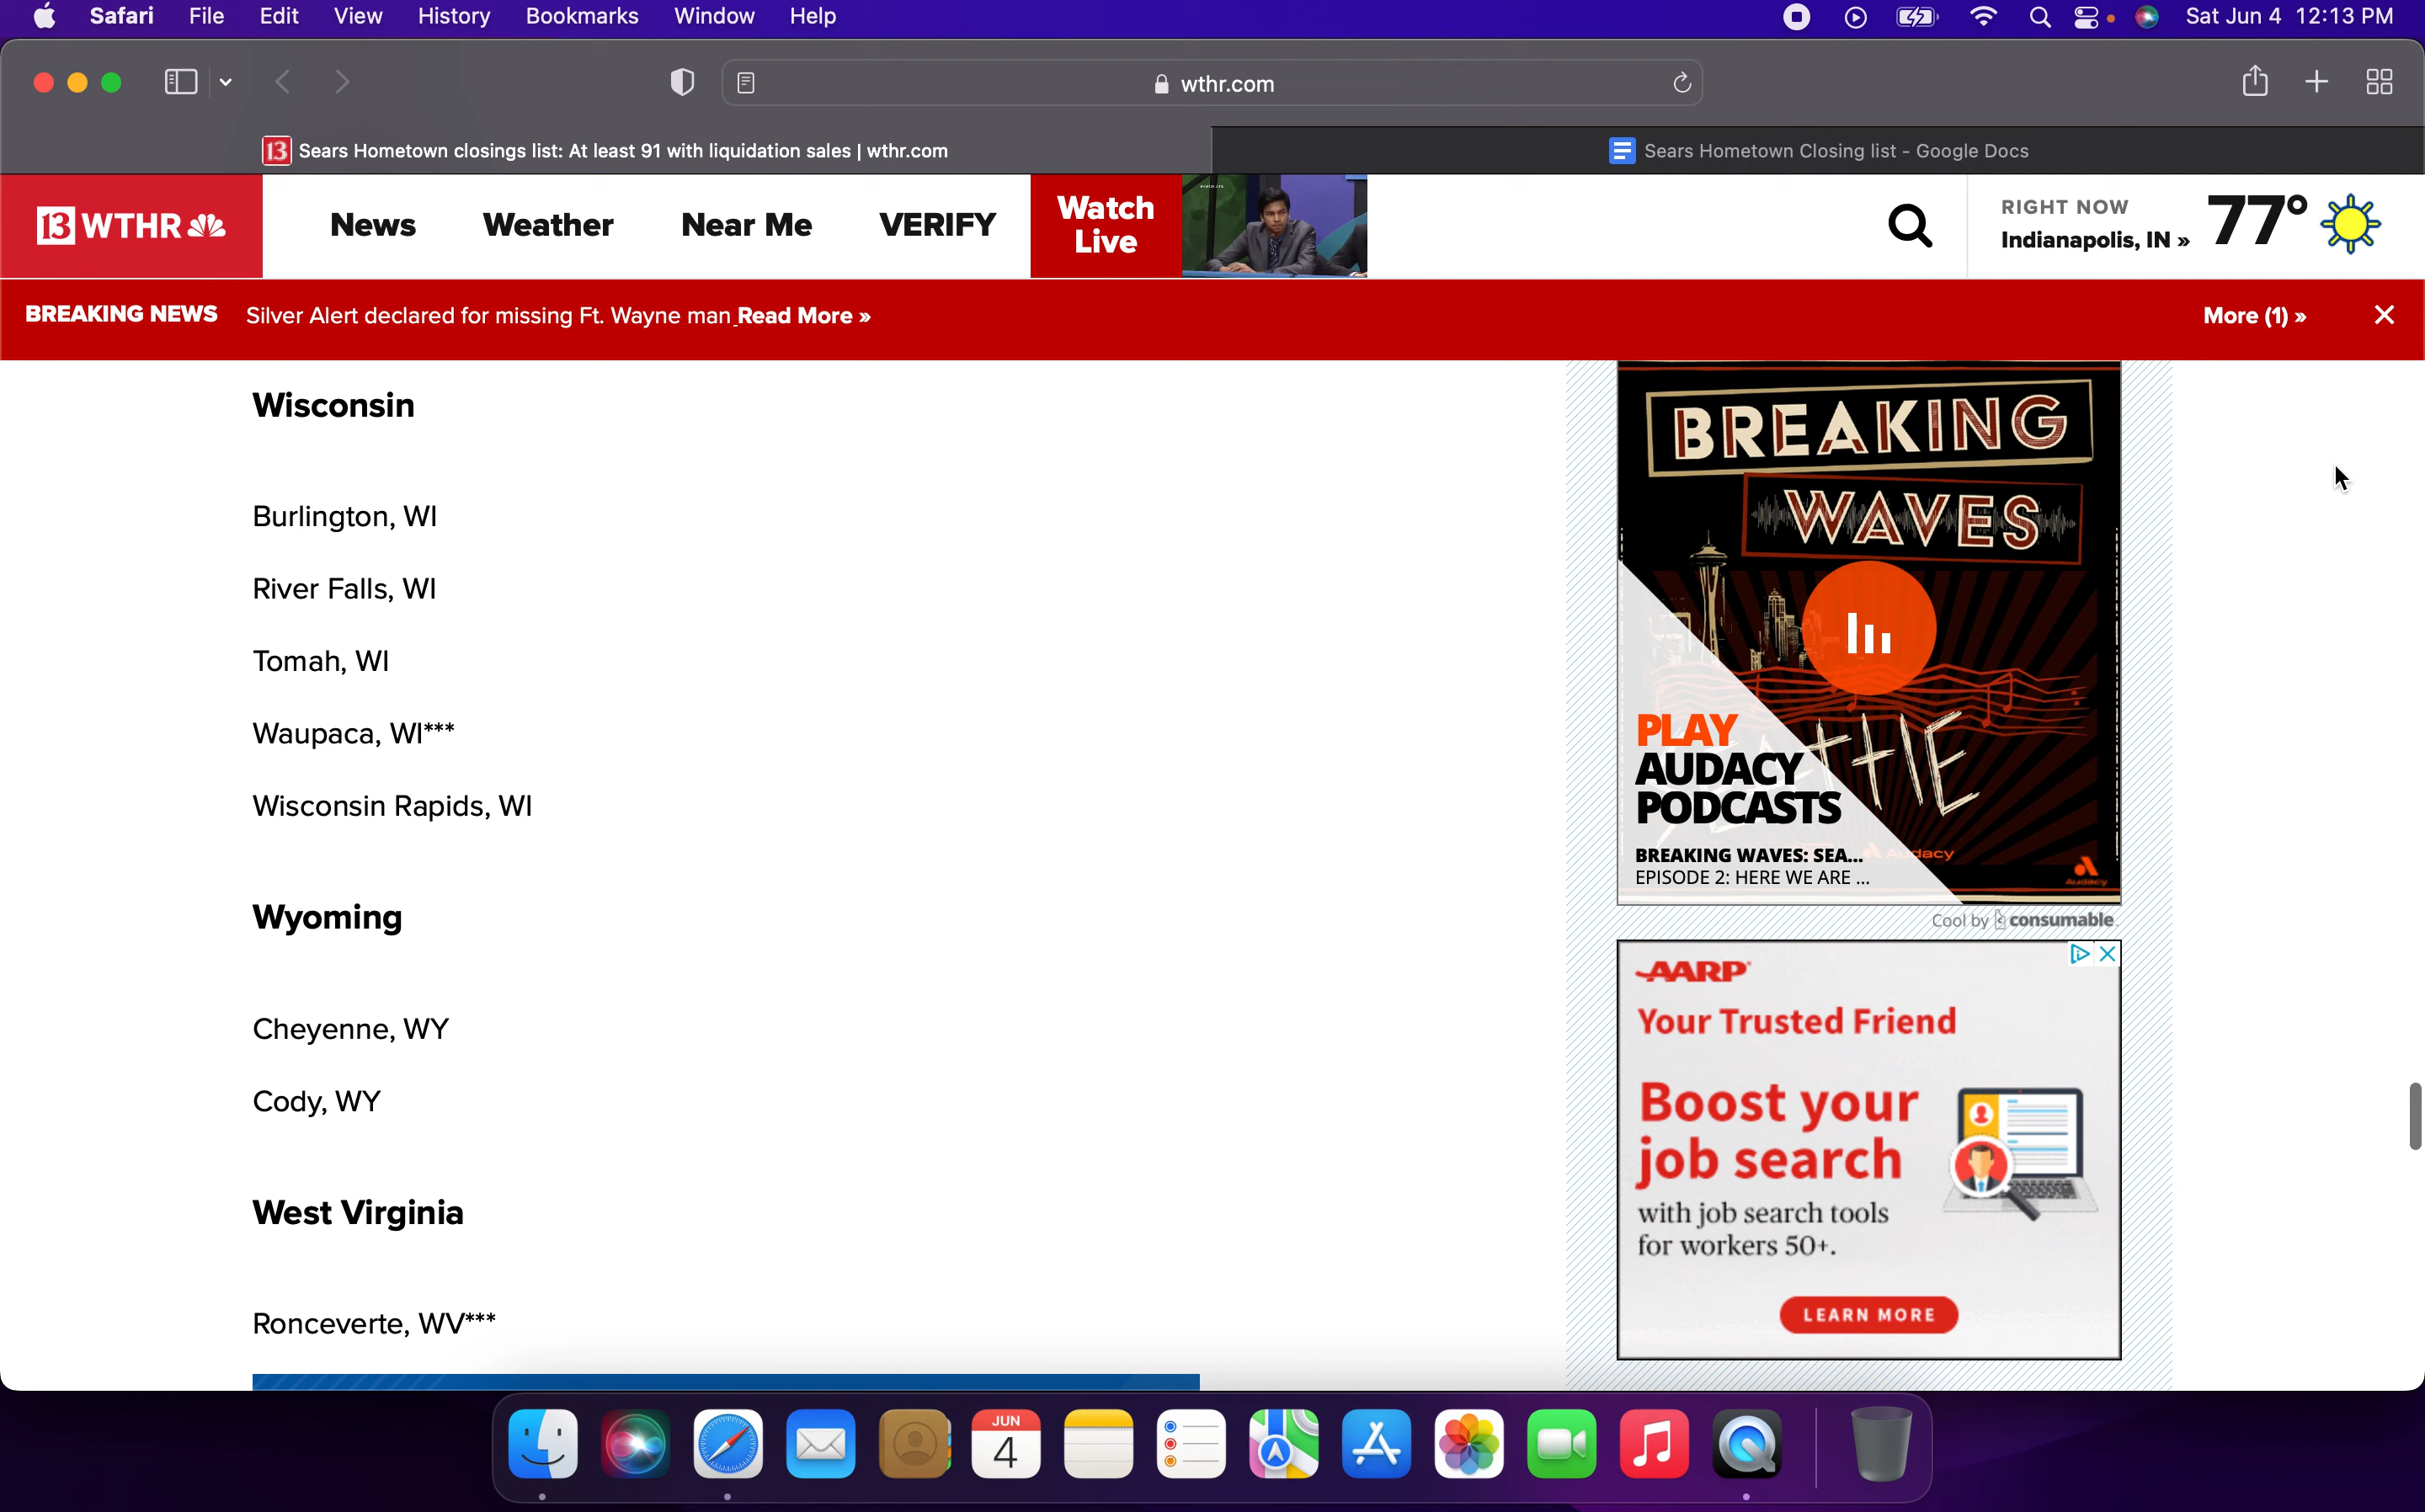 Safari File Edit View History Bookmarks Window Help Sat Jun 4 12:13 PM
wthr.com
13 Sears Hometown closings list: At least 91 with liquidation sales | wthr.com
Sears Hometown Closing list - Google Docs
13 WTHR News Weather Near Me VERIFY
Watch
Live
RIGHT NOW
Indianapolis, IN »
77°
BREAKING NEWS Silver Alert declared for missing Ft. Wayne man Read More » More (1) »
Wisconsin
Burlington, WI
River Falls, WI
Tomah, WI
Waupaca, WI***
Wisconsin Rapids, WI
Wyoming
Cheyenne, WY
Cody, WY
West Virginia
Ronceverte, WV***
BREAKING
WAVES
PLAY
AUDACY
PODCASTS
BREAKING WAVES: SEA...
EPISODE 2: HERE WE ARE ...
Audacy
Cool by consumable.
AARP
Your Trusted Friend
Boost your
job search
with job search tools
for workers 50+.
LEARN MORE
JUN
4